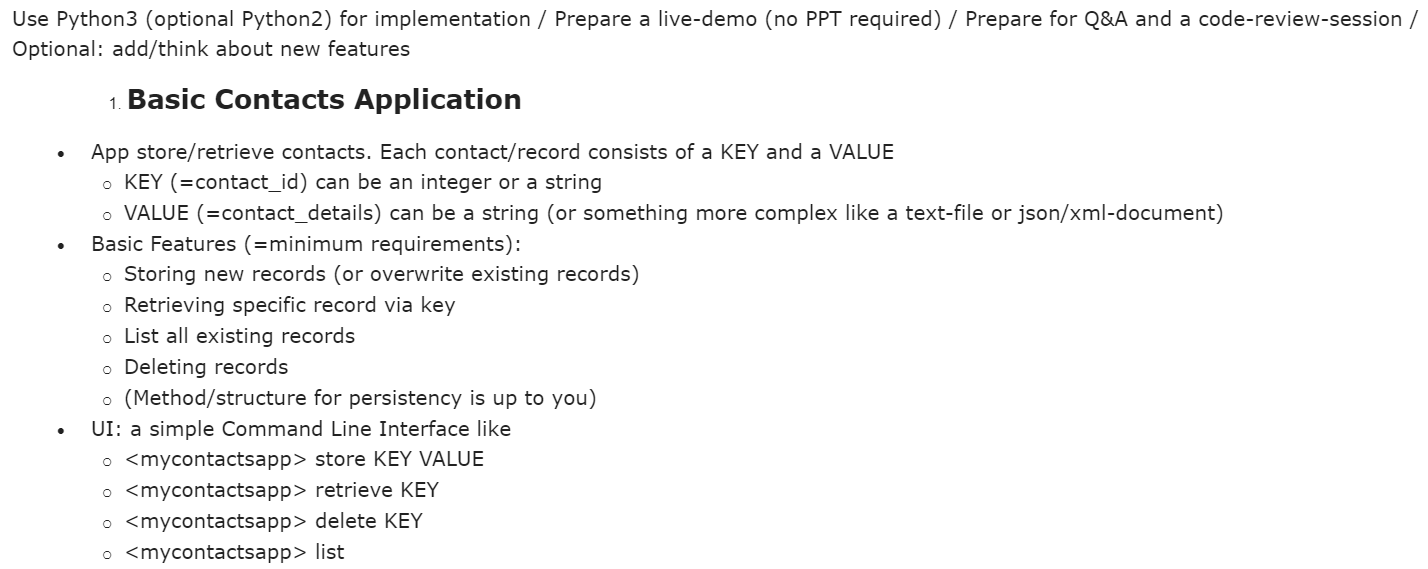 Use Python3 (optional Python2) for implementation / Prepare a live-demo (no PPT required) / Prepare for Q&A and a code-review-session /
Optional: add/think about new features
1. Basic Contacts Application
• App store/retrieve contacts. Each contact/record consists of a KEY and a VALUE
o KEY (=contact_id) can be an integer or a string
o VALUE (=contact_details) can be a string (or something more complex like a text-file or json/xml-document)
• Basic Features (=minimum requirements):
o Storing new records (or overwrite existing records)
o Retrieving specific record via key
o List all existing records
o Deleting records
o (Method/structure for persistency is up to you)
• UI: a simple Command Line Interface like
o <mycontactsapp> store KEY VALUE
o <mycontactsapp> retrieve KEY
o <mycontactsapp> delete KEY
o <mycontactsapp> list